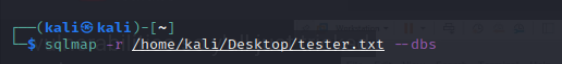 ┌──(kali㉿kali)-[~]
└─$ sqlmap -r /home/kali/Desktop/tester.txt --dbs